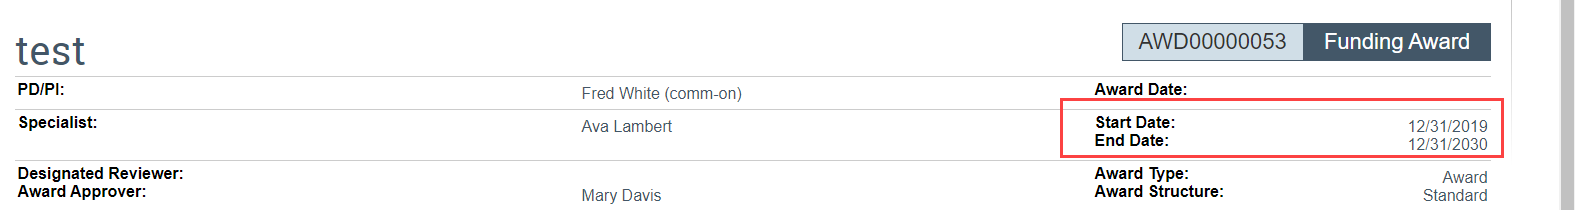 test
AWD00000053 Funding Award
PD/PI: Fred White (comm-on) Award Date:
Specialist: Ava Lambert Start Date: 12/31/2019
End Date: 12/31/2030
Designated Reviewer: Award Type: Award
Award Approver: Mary Davis Award Structure: Standard